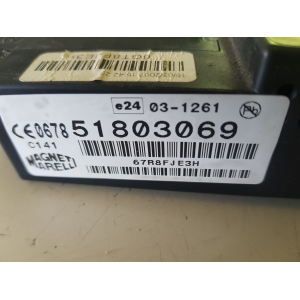 e24 03-1261
CE0678 51803069
C141
MAGNETI
MARELLI
67R8FJE3H